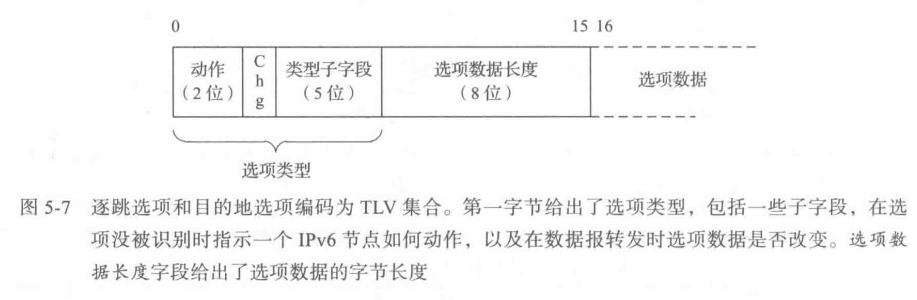 0 15 16
动作 C h g 类型子字段 选项数据长度 选项数据
（2 位） （5 位） （8 位）
选项类型
图 5-7 逐跳选项和目的地选项编码为 TLV 集合。第一字节给出了选项类型，包括一些子字段，在选
项没被识别时指示一个 IPv6 节点如何动作，以及在数据报转发时选项数据是否改变。选项数
据长度字段给出了选项数据的字节长度